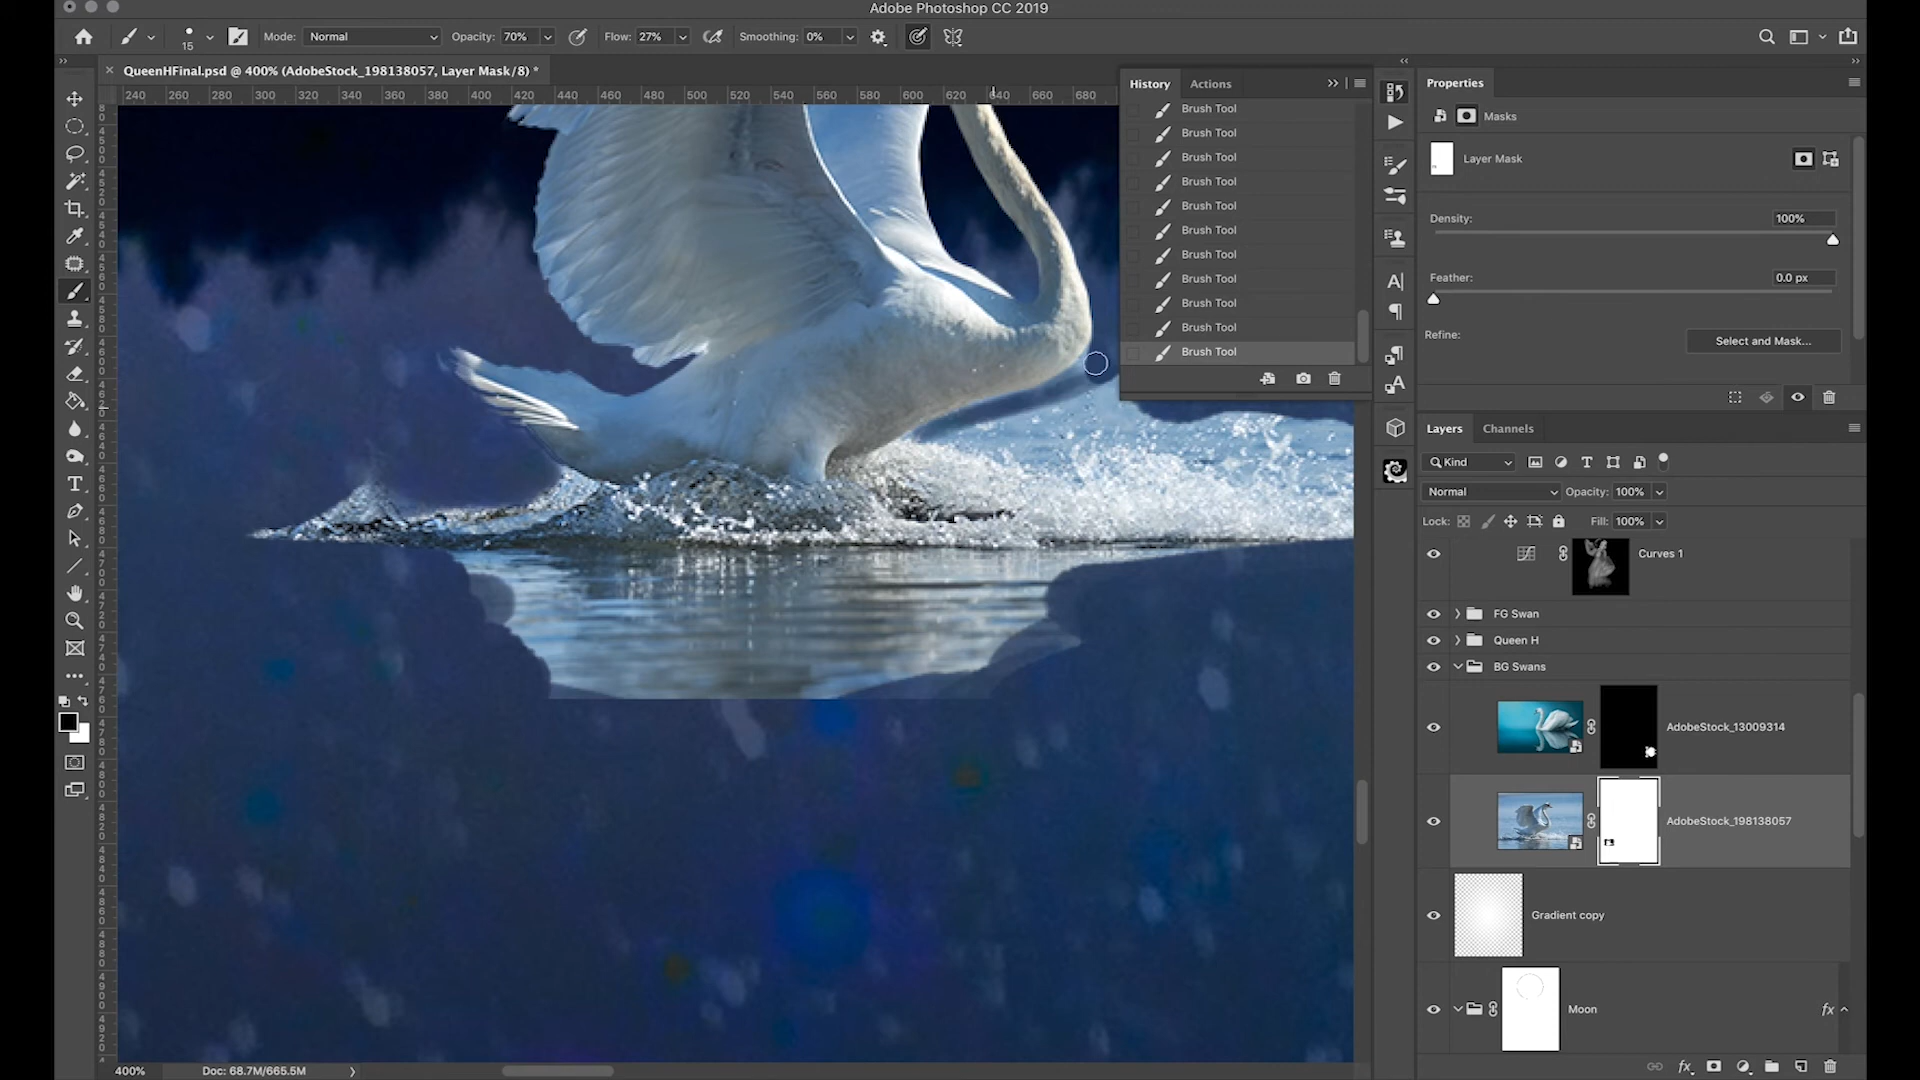 Adobe Photoshop CC 2019
15
Mode: Normal
Opacity: 70%
Flow: 27%
Smoothing: 0%
QueenHFinal.psd @ 400% (AdobeStock_198138057, Layer Mask/8) *
240 260 280 300 320 340 360 380 400 420 440 460 480 500 520 540 560 580 600 620 640 660 680
History
Actions
Brush Tool
Brush Tool
Brush Tool
Brush Tool
Brush Tool
Brush Tool
Brush Tool
Brush Tool
Brush Tool
Brush Tool
Brush Tool
Properties
Masks
Layer Mask
Density: 100%
Feather: 0.0 px
Refine:
Select and Mask...
Layers
Channels
Kind
Normal
Opacity: 100%
Lock:
Fill: 100%
Curves 1
FG Swan
Queen H
BG Swans
AdobeStock_13009314
AdobeStock_198138057
Gradient copy
Moon
fx
fx
400%
Doc: 68.7M/665.5M